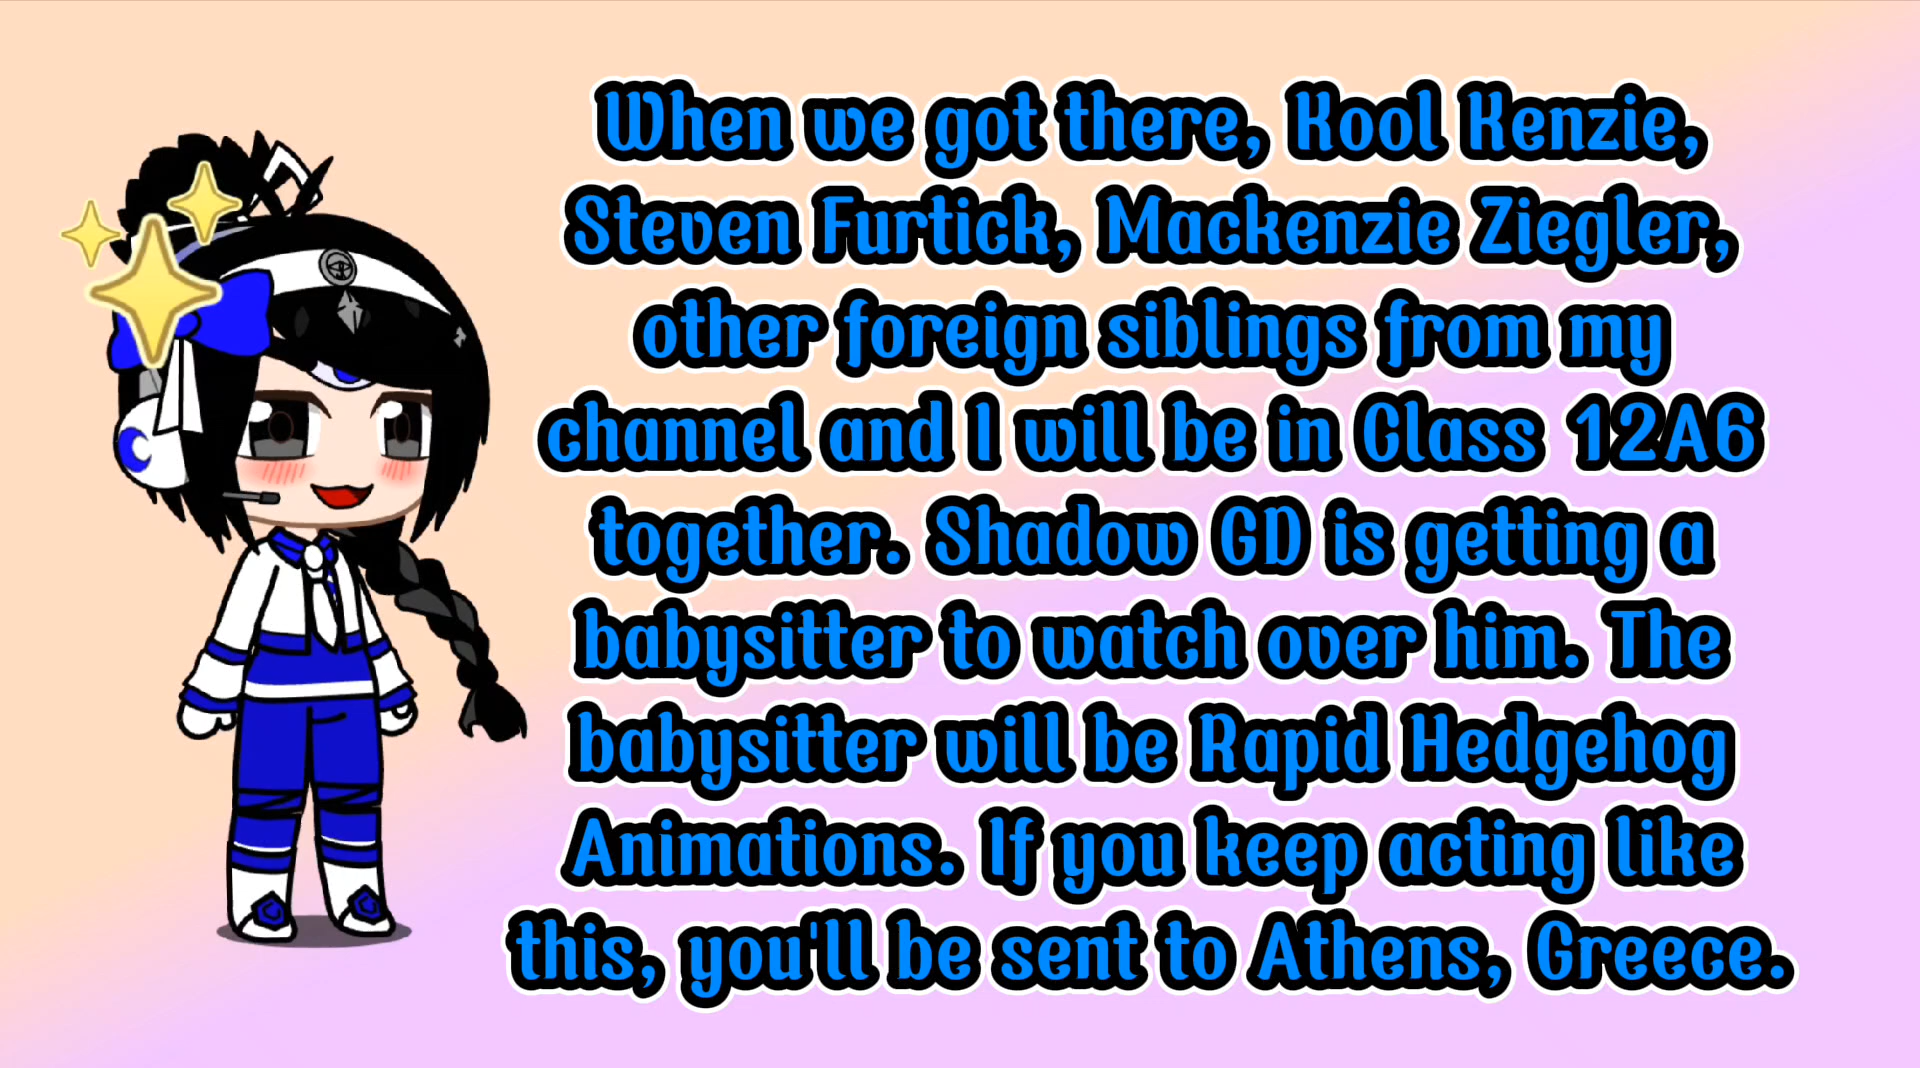 When we got there, Kool Kenzie,
Steven Furtick, Mackenzie Ziegler,
other foreign siblings from my
channel and I will be in Class 12A6
together. Shadow GD is getting a
babysitter to watch over him. The
babysitter will be Rapid Hedgehog
Animations. If you keep acting like
this, you'll be sent to Athens, Greece.